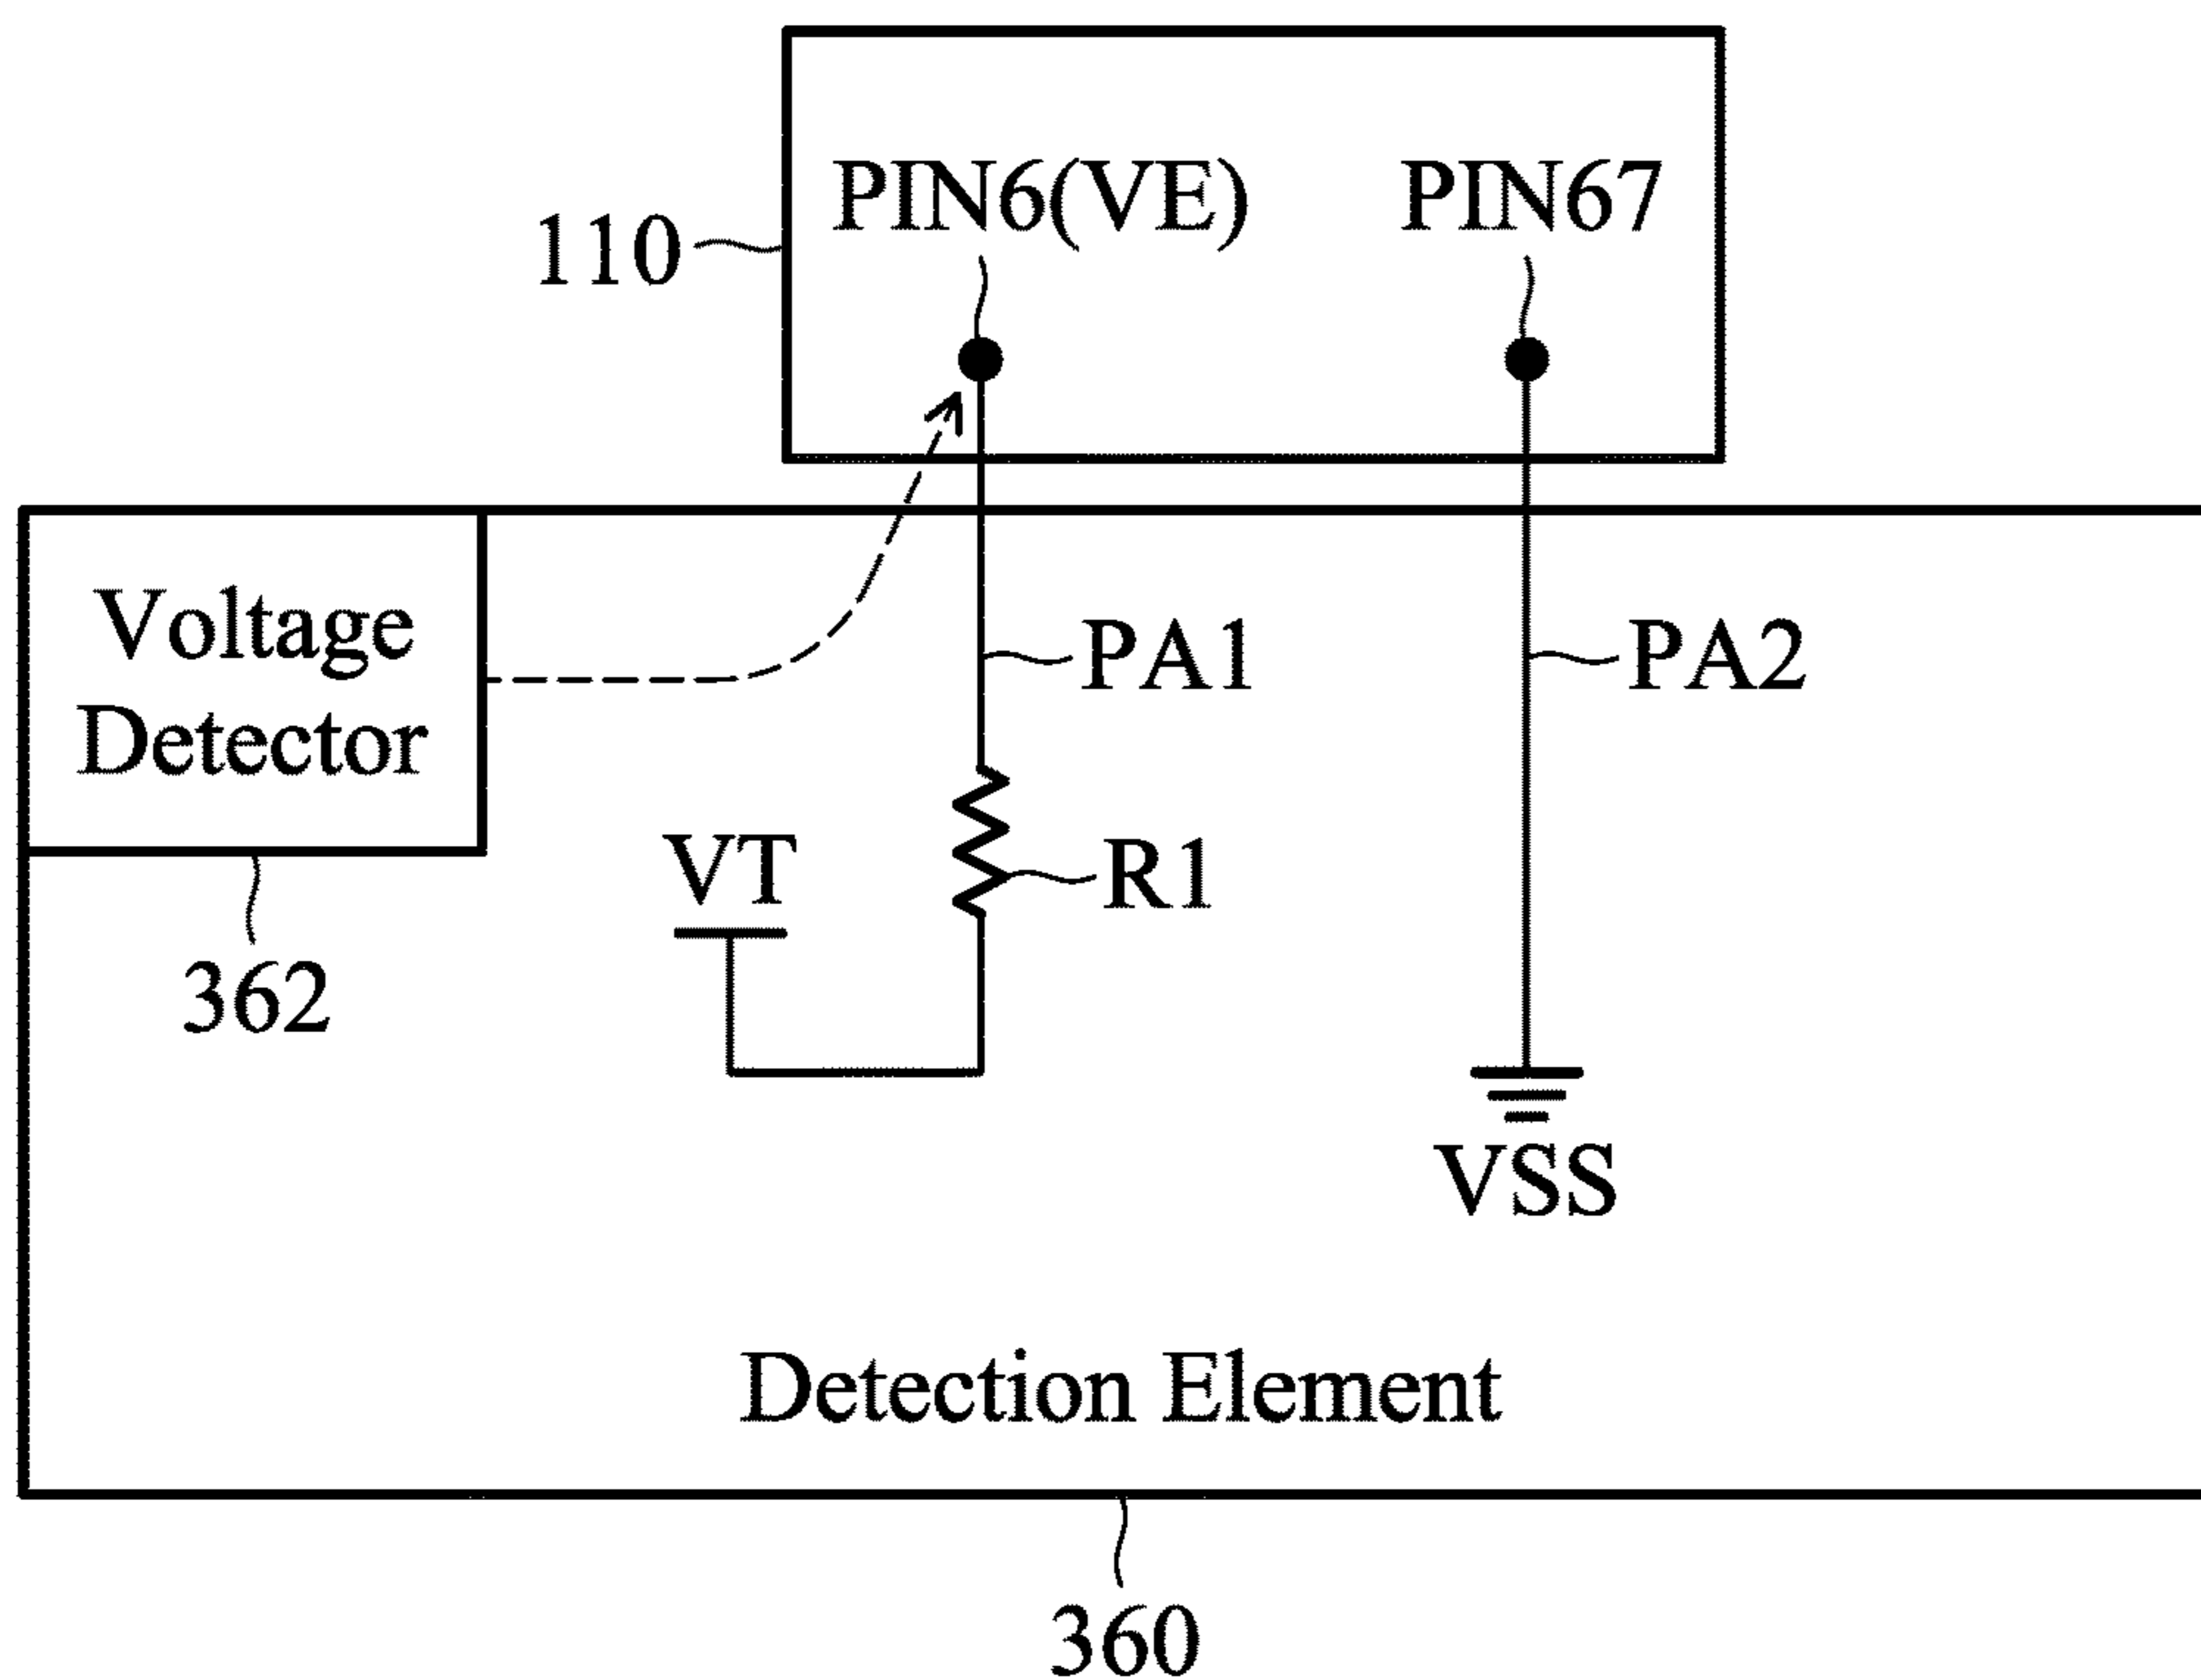 PIN6(VE) PIN67
110
Voltage
Detector
PA1
PA2
VT
R1
362
VSS
Detection Element
360